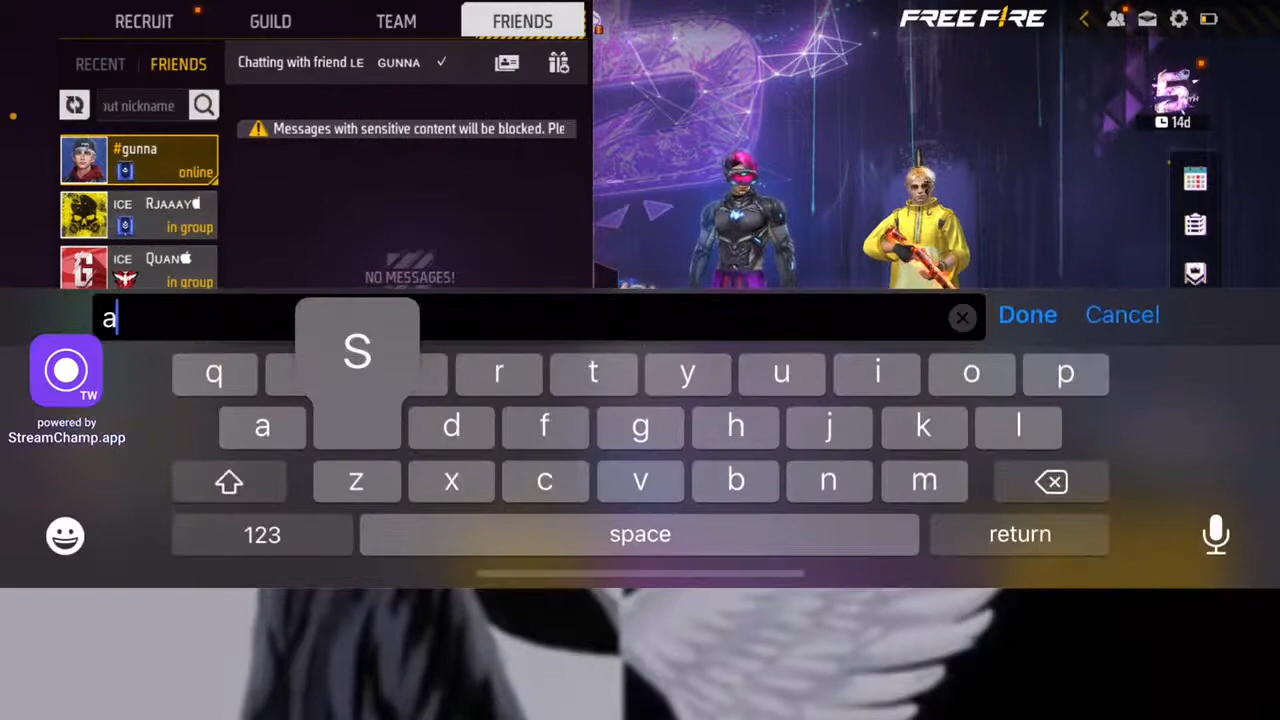 RECRUIT
GUILD
TEAM
FRIENDS
FREE FIRE
RECENT
FRIENDS
Chatting with friend LE GUNNA ✓
out nickname
Messages with sensitive content will be blocked. Ple
#gunna
online
ICE RJAAAY
in group
ICE QUAN
in group
NO MESSAGES!
5TH
14d
a
Done
Cancel
S
q r t y u i o p
a d f g h j k l
z x c v b n m
123
space
return
TW
powered by
StreamChamp.app